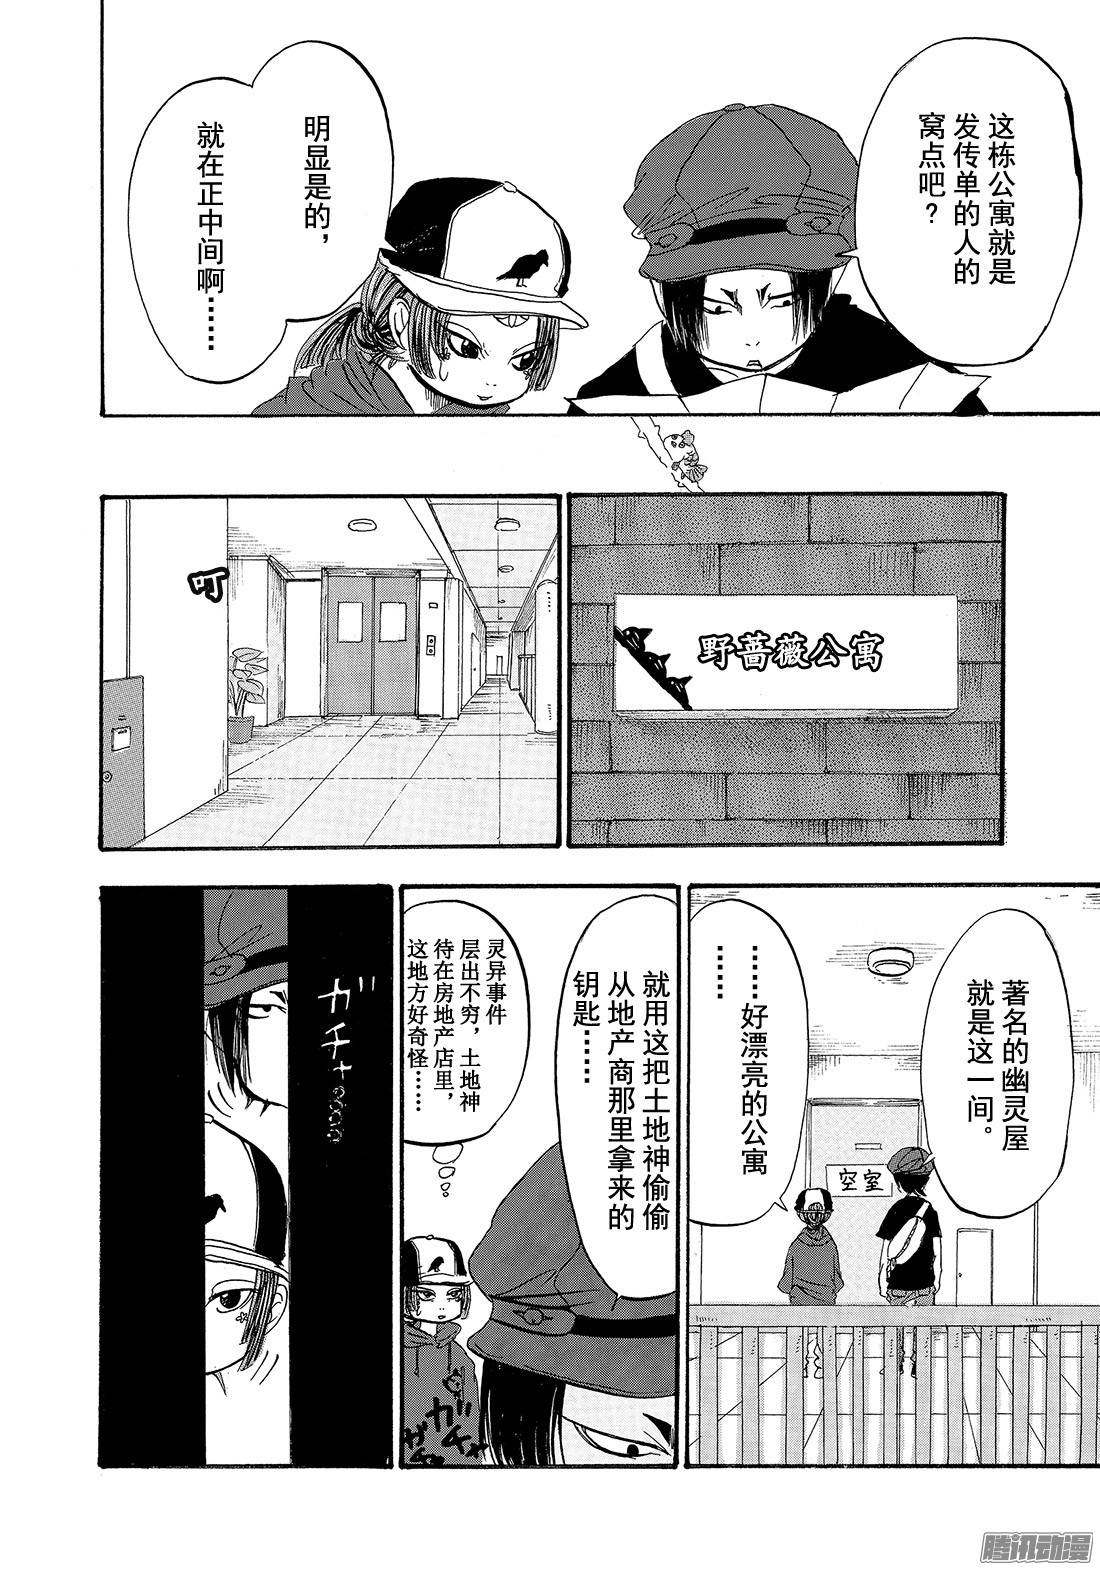 这栋公寓就是
发传单的人的
窝点吧？
明显是的，
就在正中间啊……
野蔷薇公寓
叮
著名的幽灵屋
就是这一间。
……好漂亮的公寓
……
空室
就用这把土地神偷偷
从地产商那里拿来的
钥匙……
灵异事件
层出不穷，土地神
待在房地产店里，
这地方好奇怪……
ガチャガチャ
ガチャ
腾讯动漫